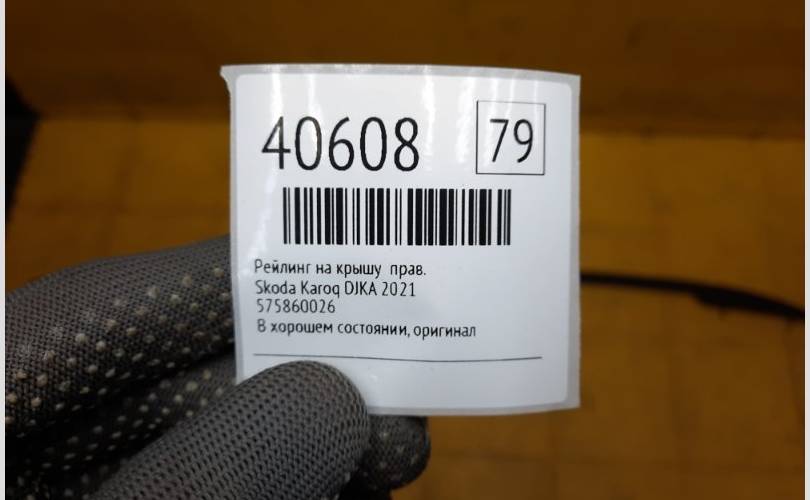 40608 79
Рейлинг на крышу прав.
Skoda Karoq DJKA 2021
575860026
В хорошем состоянии, оригинал